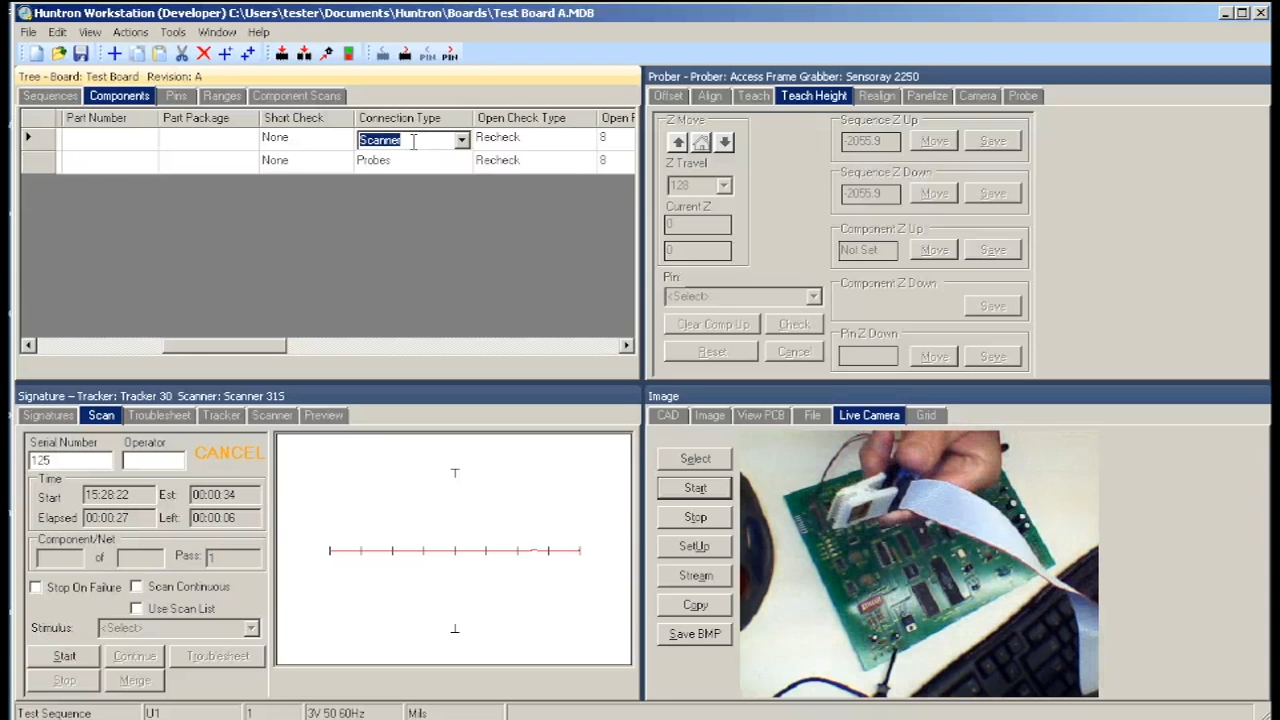 Huntron Workstation (Developer) C:\Users\tester\Documents\Huntron\Boards\Test Board A.MDB
File Edit View Actions Tools Window Help
PIN PIN
Tree - Board: Test Board Revision: A
Sequences Components Pins Ranges Component Scans
Part Number Part Package Short Check Connection Type Open Check Type
None Scanner Recheck 8
None Probes Recheck 8
Prober - Prober: Access Frame Grabber: Sensoray 2250
Offset Align Teach Teach Height Realign Panelize Camera Probe
Z Move
Z Travel
128
Current Z
0
0
Pin:
<Select>
Clear Comp Up Check
Reset Cancel
Sequence Z Up
-2055.9 Move Save
Sequence Z Down
-2055.9 Move Save
Component Z Up
Not Set Move Save
Component Z Down
Save
Pin Z Down
Move Save
Signature - Tracker: Tracker 30 Scanner: Scanner 31S
Signatures Scan Troublesheet Tracker Scanner Preview
Serial Number Operator CANCEL
125
Time
Start 15:28:22 Est: 00:00:34
Elapsed 00:00:27 Left: 00:00:06
Component/Net
of Pass: 1
Stop On Failure Scan Continuous
Use Scan List
Stimulus: <Select>
Start Continue Troublesheet
Stop Merge
Image
CAD Image View PCB File Live Camera Grid
Select
Start
Stop
SetUp
Stream
Copy
Save BMP
Test Sequence U1 1 3V 50 60Hz Mils